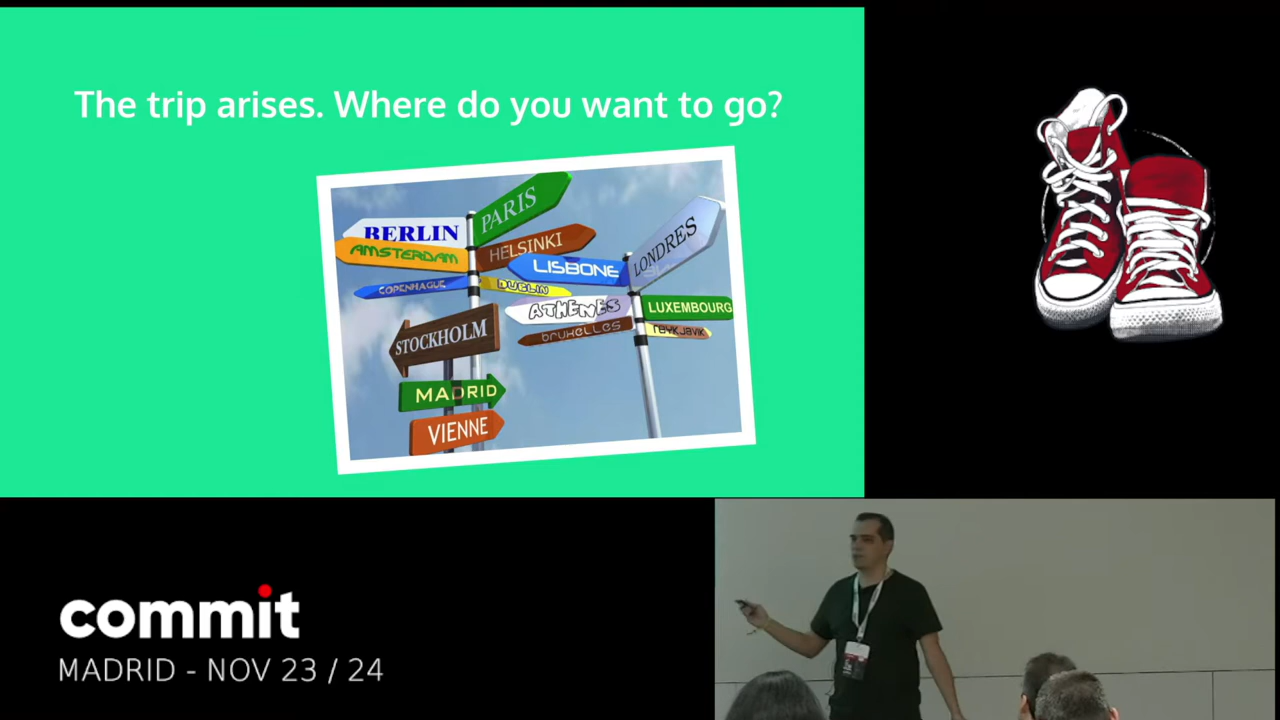 The trip arises. Where do you want to go?
PARIS
BERLIN
AMSTERDAM
HELSINKI
LONDRES
LISBONE
COPENHAGUE
DUBLIN
ATHENES
LUXEMBOURG
bruxelles
reykjavik
STOCKHOLM
MADRID
VIENNE
commit
MADRID - NOV 23 / 24